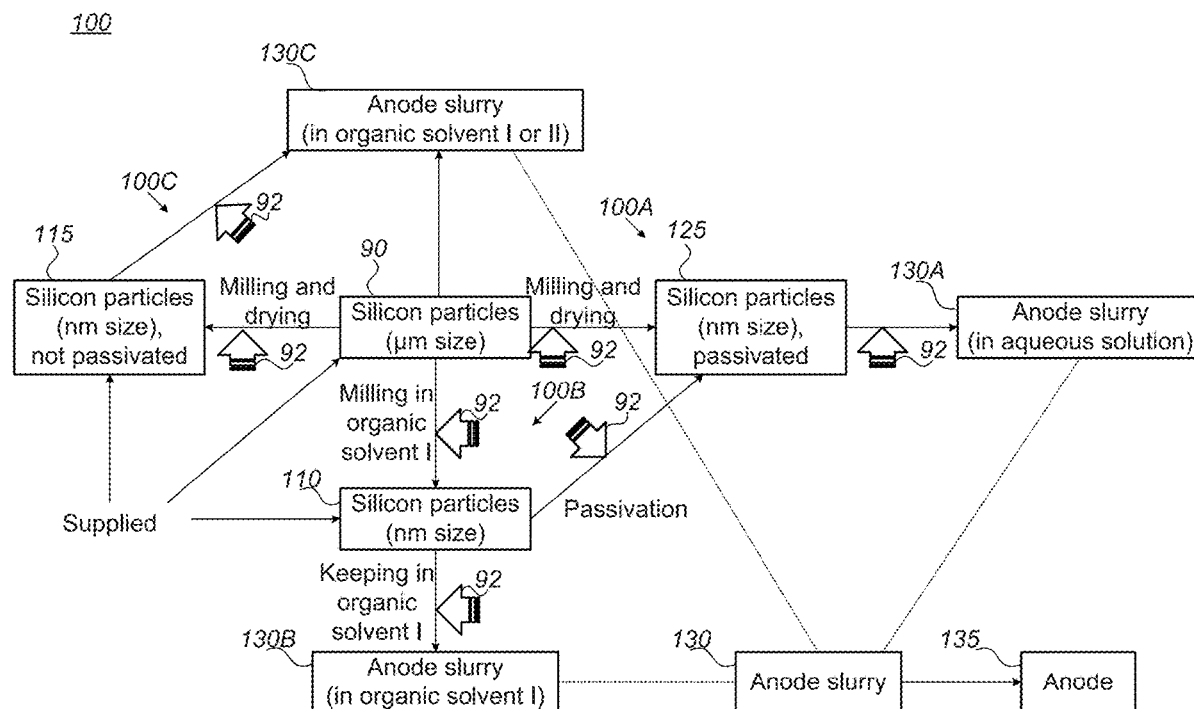 100
130C
Anode slurry
(in organic solvent I or II)
100C
92
100A
115
90
125
130A
Silicon particles
(nm size),
not passivated
Milling and
drying
92
Silicon particles
(µm size)
Milling and
drying
92
Silicon particles
(nm size),
passivated
92
Anode slurry
(in aqueous solution)
Milling in
organic
solvent I
92
100B
92
110
Supplied
Silicon particles
(nm size)
Passivation
Keeping in
organic
solvent I
92
130B
130
135
Anode slurry
(in organic solvent I)
Anode slurry
Anode